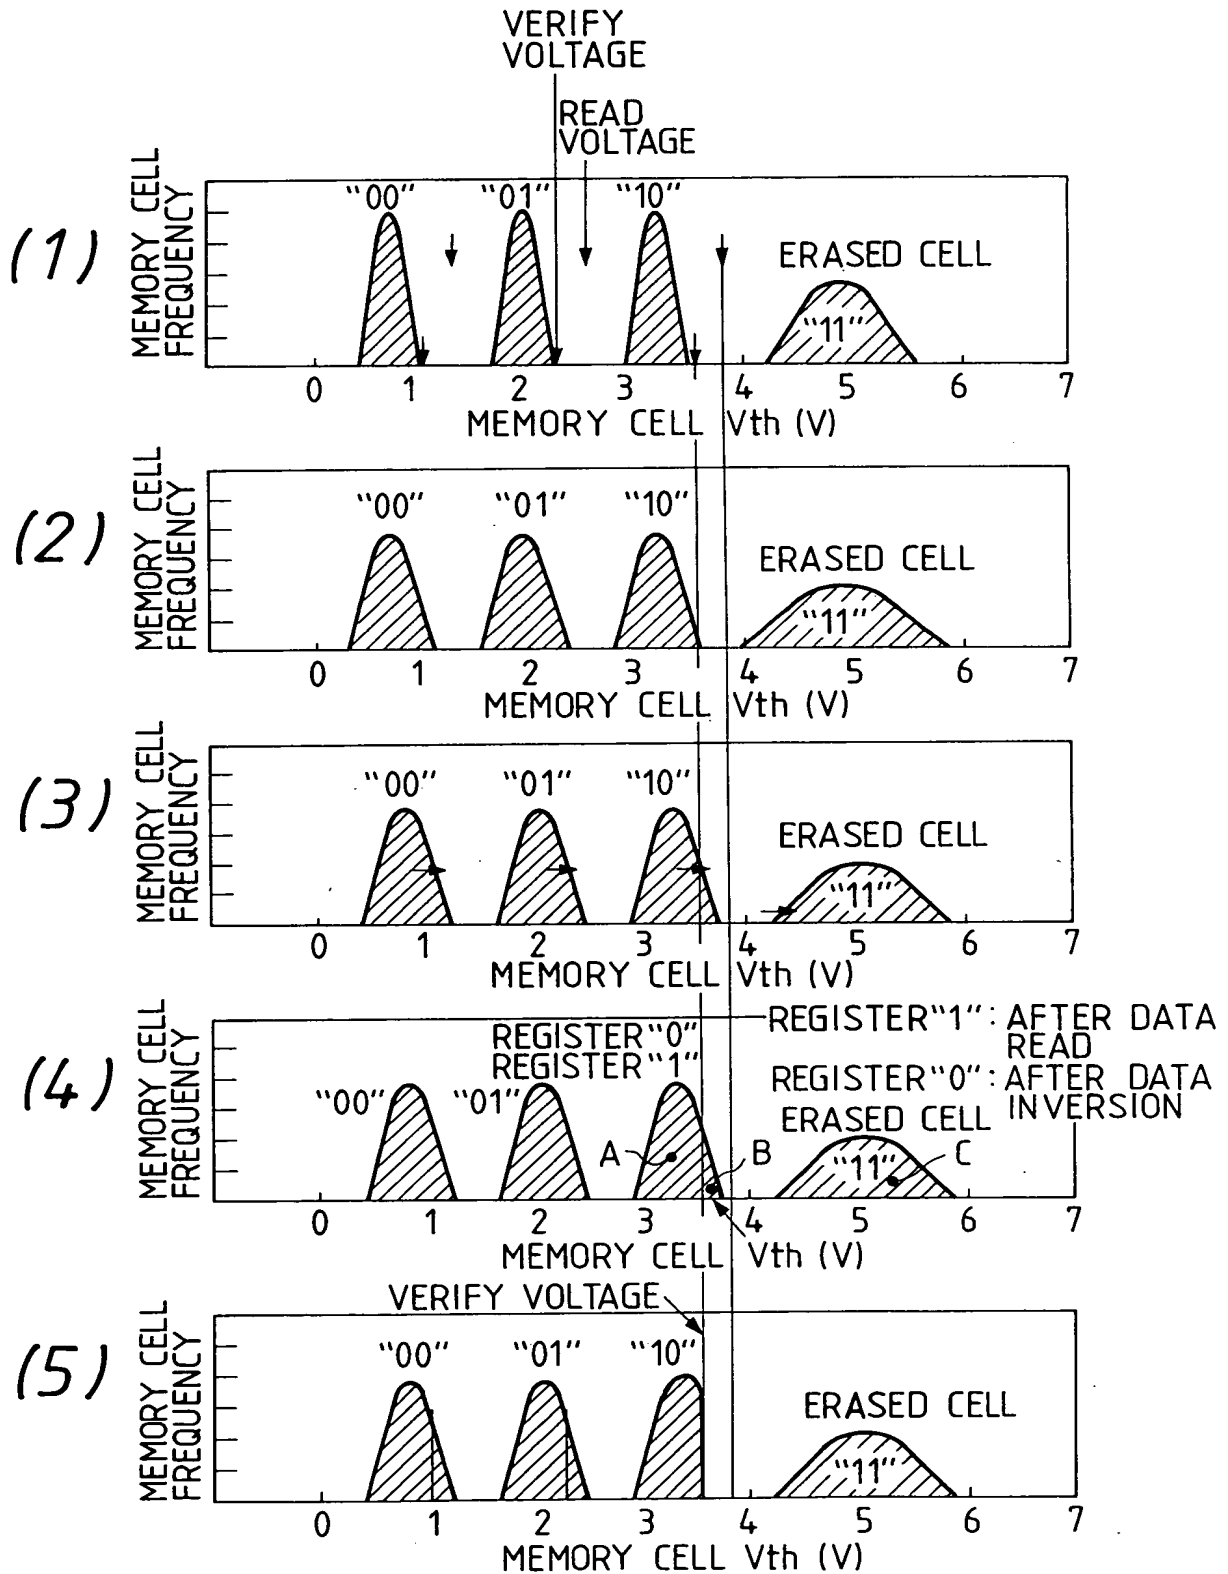 VERIFY
VOLTAGE
READ
VOLTAGE
(1)
MEMORY CELL
FREQUENCY
"00" "01" "10"
ERASED CELL
"11"
0 1 2 3 4 5 6 7
MEMORY CELL Vth (V)
(2)
MEMORY CELL
FREQUENCY
"00" "01" "10"
ERASED CELL
"11"
0 1 2 3 4 5 6 7
MEMORY CELL Vth (V)
(3)
MEMORY CELL
FREQUENCY
"00" "01" "10"
ERASED CELL
"11"
0 1 2 3 4 5 6 7
MEMORY CELL Vth (V)
(4)
MEMORY CELL
FREQUENCY
REGISTER "0"
REGISTER "1"
REGISTER "1" : AFTER DATA
READ
REGISTER "0" : AFTER DATA
INVERSION
"00" "01"
ERASED CELL
A B "11" C
0 1 2 3 4 5 6 7
MEMORY CELL Vth (V)
VERIFY VOLTAGE
(5)
MEMORY CELL
FREQUENCY
"00" "01" "10"
ERASED CELL
"11"
0 1 2 3 4 5 6 7
MEMORY CELL Vth (V)